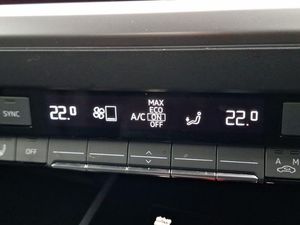 MAX
ECO
22.0 A/C ON 22.0
OFF
SYNC
OFF
A M